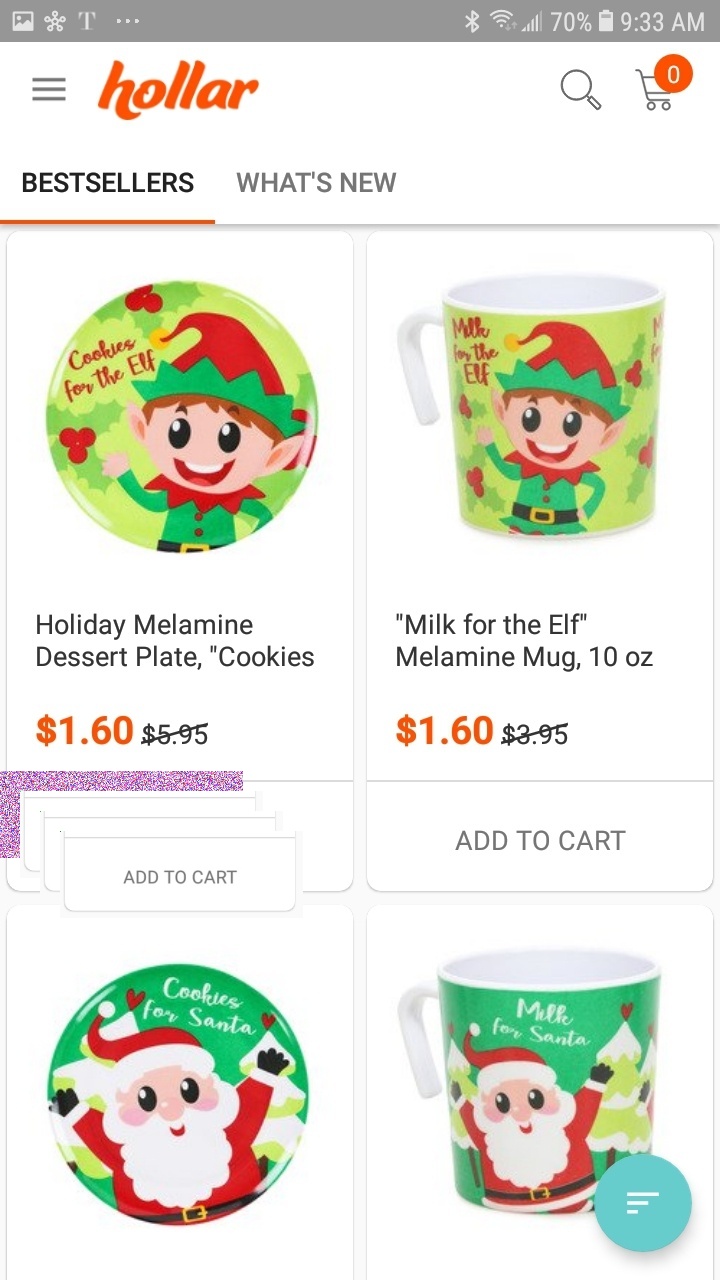 T ... 70% 9:33 AM
hollar
0
BESTSELLERS WHAT'S NEW
Cookies
for the Elf
Milk
for the
Elf
Holiday Melamine
Dessert Plate, "Cookies
"Milk for the Elf"
Melamine Mug, 10 oz
$1.60 $5.95
$1.60 $3.95
ADD TO CART
ADD TO CART
Cookies
for Santa
Milk
for Santa